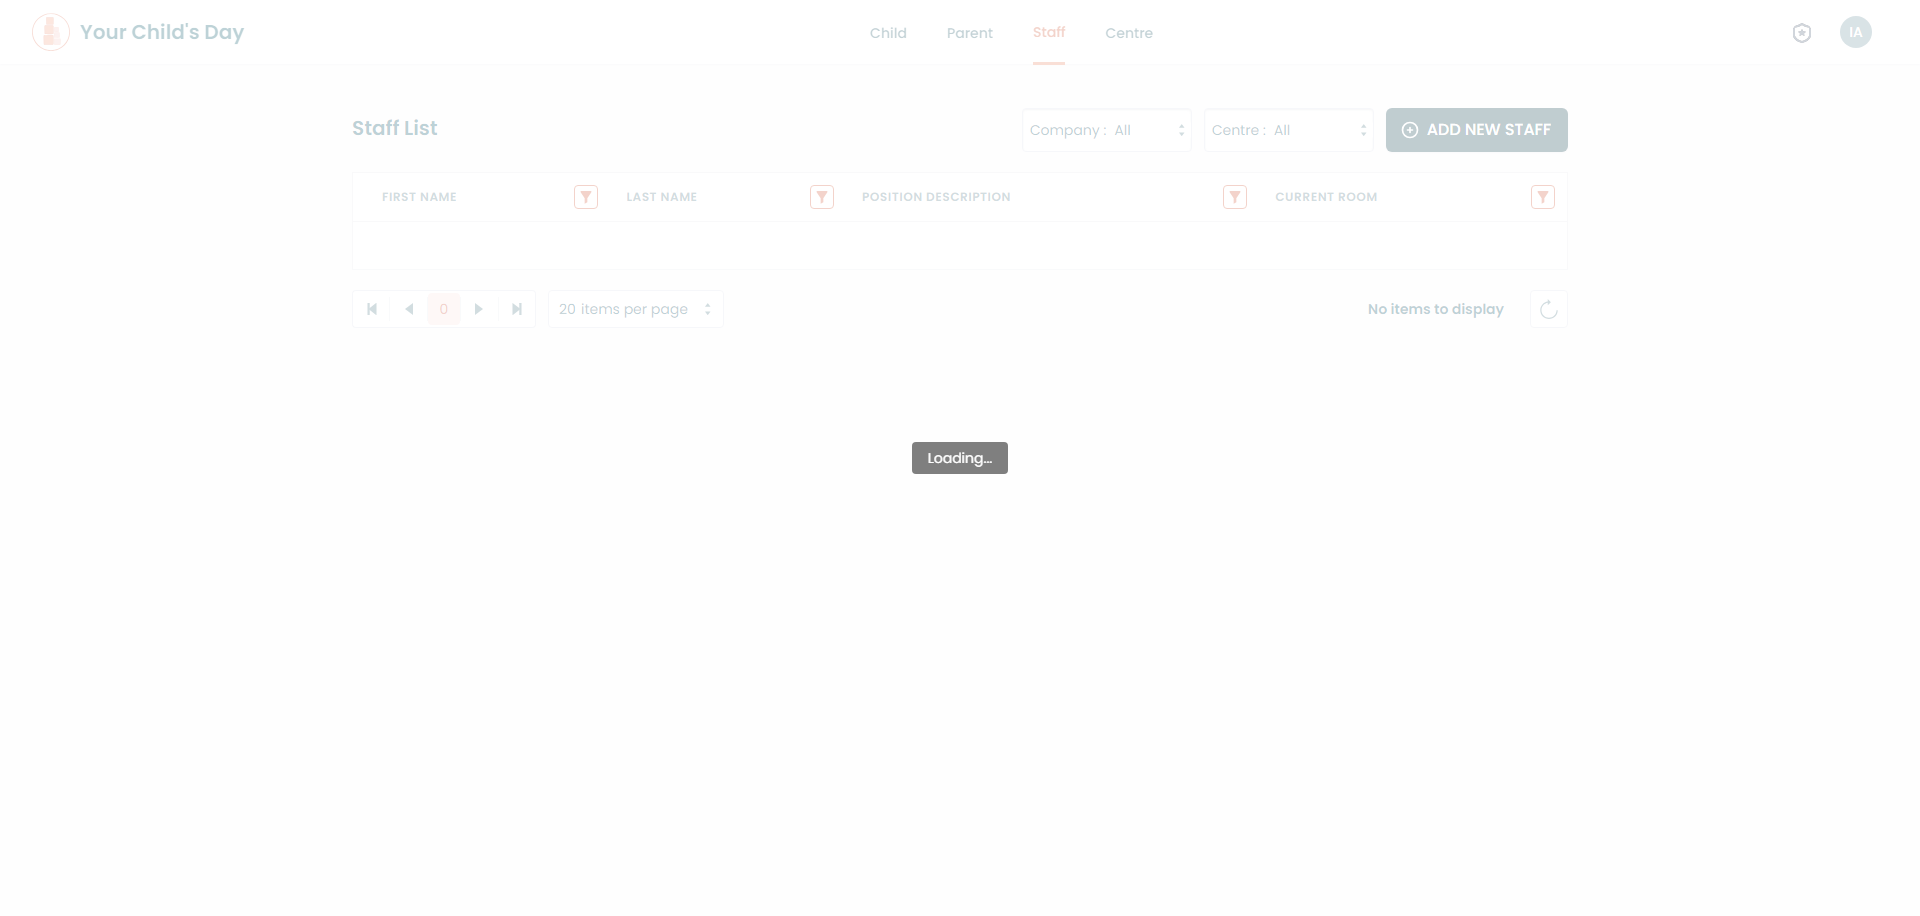 Your Child's Day
Child
Parent
Staff
Centre
IA
Staff List
Company : All
Centre : All
ADD NEW STAFF
FIRST NAME
LAST NAME
POSITION DESCRIPTION
CURRENT ROOM
0
20 items per page
No items to display
Loading...